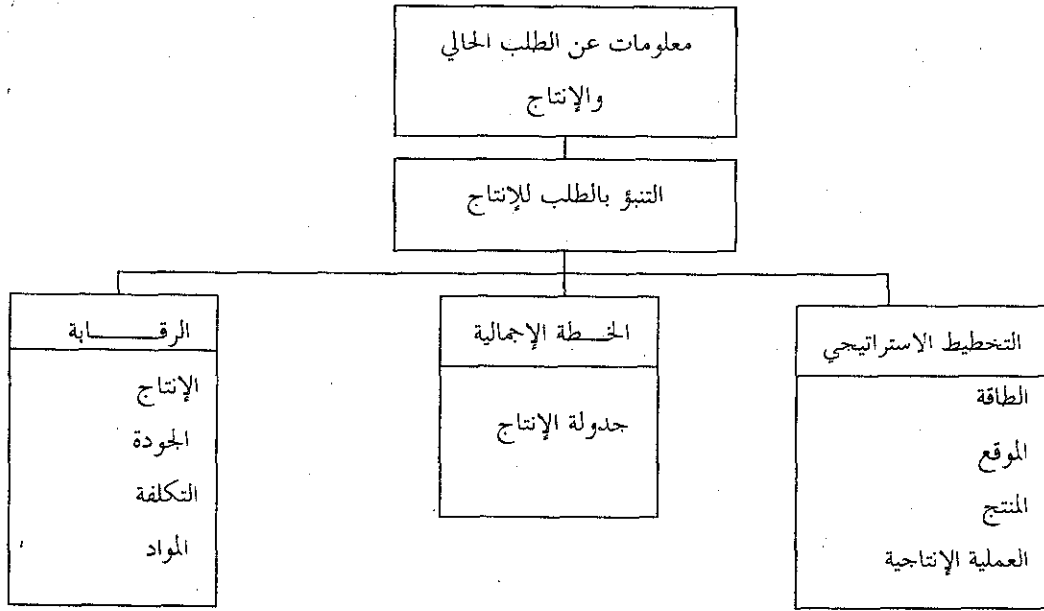 معلومات عن الطلب الحالي
والإنتاج
التنبؤ بالطلب للإنتاج
التخطيط الاستراتيجي
الطاقة
الموقع
المنتج
العملية الإنتاجية
الخطة الإجمالية
جدولة الإنتاج
الرقابة
الإنتاج
الجودة
التكلفة
المواد